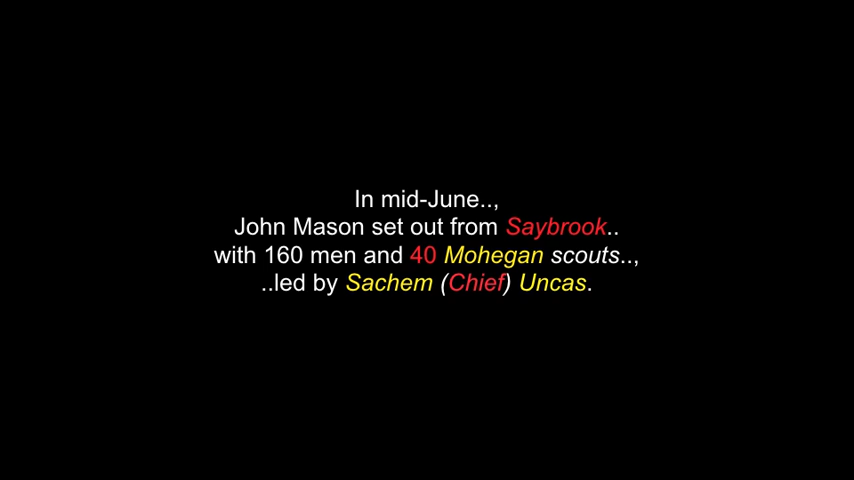 In mid-June..,
John Mason set out from Saybrook..
with 160 men and 40 Mohegan scouts..,
..led by Sachem (Chief) Uncas.